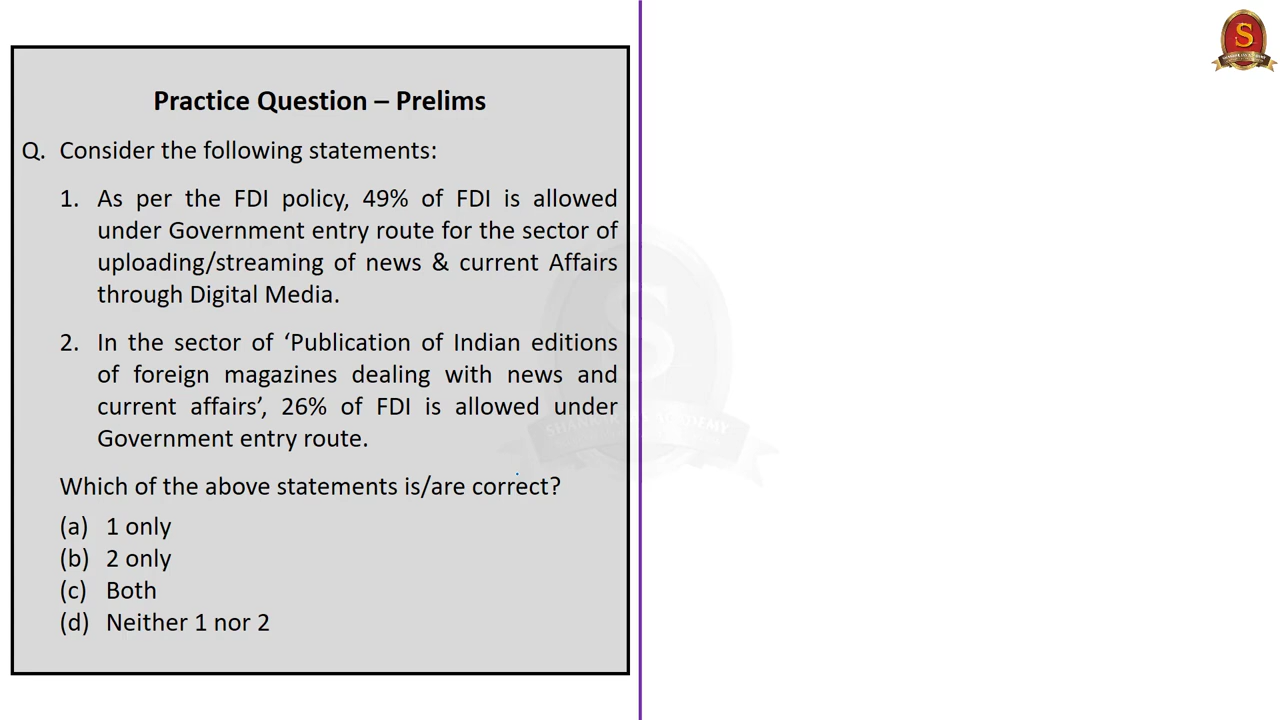 Practice Question – Prelims
Q. Consider the following statements:
1. As per the FDI policy, 49% of FDI is allowed
under Government entry route for the sector of
uploading/streaming of news & current Affairs
through Digital Media.
2. In the sector of ‘Publication of Indian editions
of foreign magazines dealing with news and
current affairs’, 26% of FDI is allowed under
Government entry route.
Which of the above statements is/are correct?
(a) 1 only
(b) 2 only
(c) Both
(d) Neither 1 nor 2
S